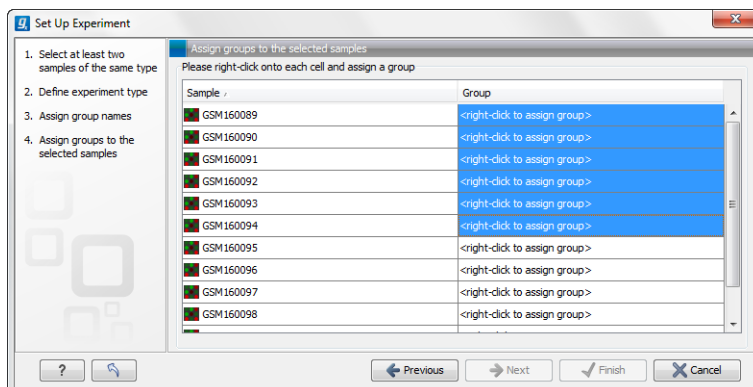 Set Up Experiment
1. Select at least two
samples of the same type
2. Define experiment type
3. Assign group names
4. Assign groups to the
selected samples
Assign groups to the selected samples
Please right-click onto each cell and assign a group
Sample Group
GSM160089 <right-click to assign group>
GSM160090 <right-click to assign group>
GSM160091 <right-click to assign group>
GSM160092 <right-click to assign group>
GSM160093 <right-click to assign group>
GSM160094 <right-click to assign group>
GSM160095 <right-click to assign group>
GSM160096 <right-click to assign group>
GSM160097 <right-click to assign group>
GSM160098 <right-click to assign group>
? Previous Next Finish Cancel